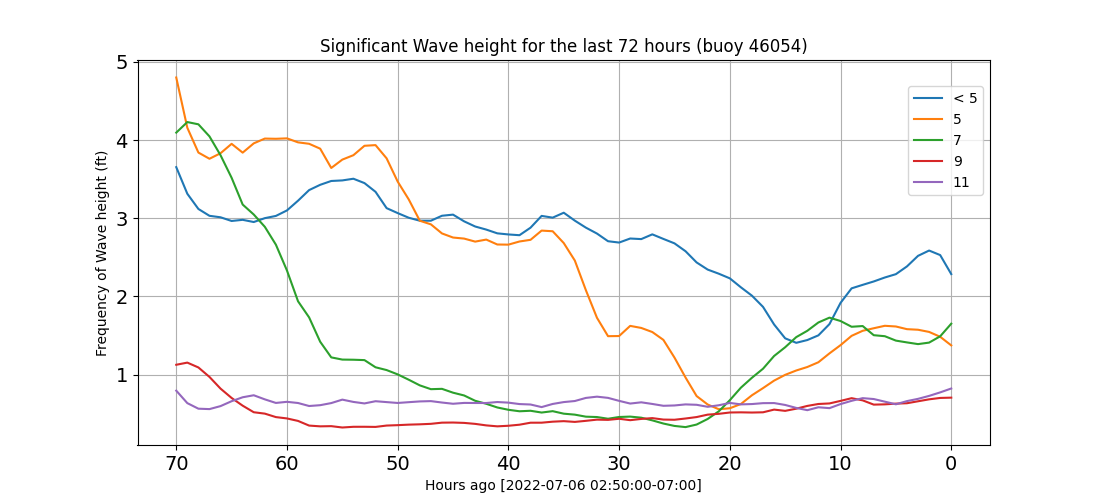 Significant Wave height for the last 72 hours (buoy 46054)
Frequency of Wave height (ft)
5
4
3
2
1
< 5
5
7
9
11
70 60 50 40 30 20 10 0
Hours ago [2022-07-06 02:50:00-07:00]